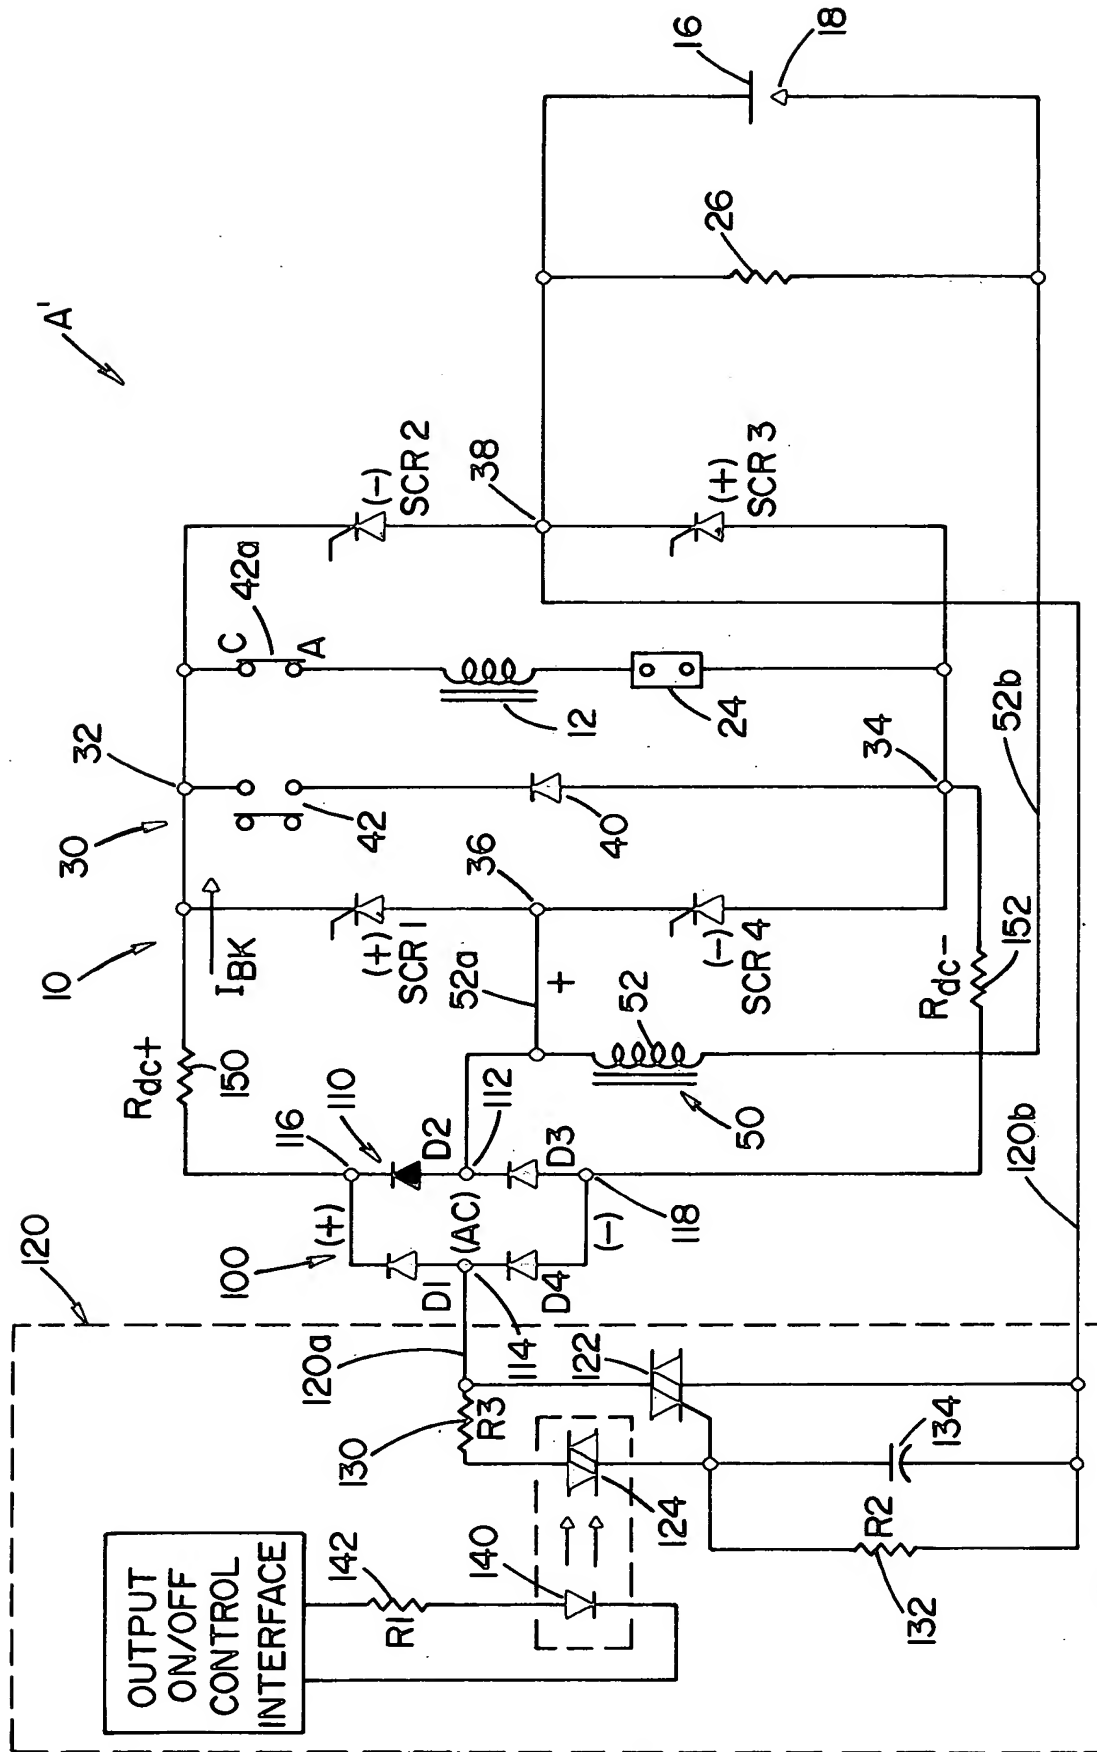 A'
120
OUTPUT
ON/OFF
CONTROL
INTERFACE
142
R1
140
124
130
R3
120a
114
122
132
R2
134
120b
100
(+)
116
110
D1
D2
(AC)
112
D4
D3
(-)
118
Rdc+
150
10
IBK
30
32
(+)
SCR 1
52a
+
52
50
36
(-)
SCR 4
Rdc-
152
42
40
34
C
42a
A
12
24
(-)
SCR 2
38
(+)
SCR 3
52b
26
16
18